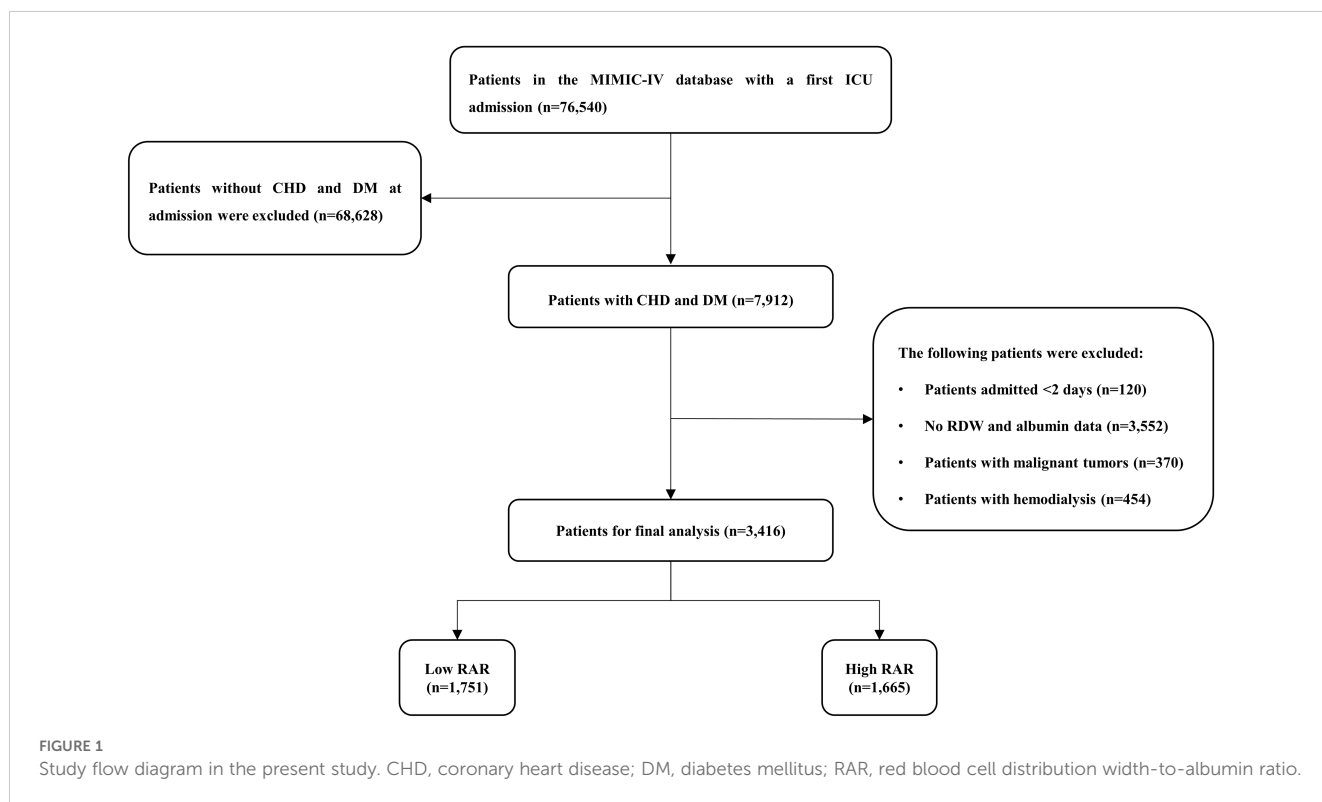 Patients in the MIMIC-IV database with a first ICU
admission (n=76,540)
Patients without CHD and DM at
admission were excluded (n=68,628)
Patients with CHD and DM (n=7,912)
The following patients were excluded:
• Patients admitted <2 days (n=120)
• No RDW and albumin data (n=3,552)
• Patients with malignant tumors (n=370)
• Patients with hemodialysis (n=454)
Patients for final analysis (n=3,416)
Low RAR
(n=1,751)
High RAR
(n=1,665)
FIGURE 1
Study flow diagram in the present study. CHD, coronary heart disease; DM, diabetes mellitus; RAR, red blood cell distribution width-to-albumin ratio.